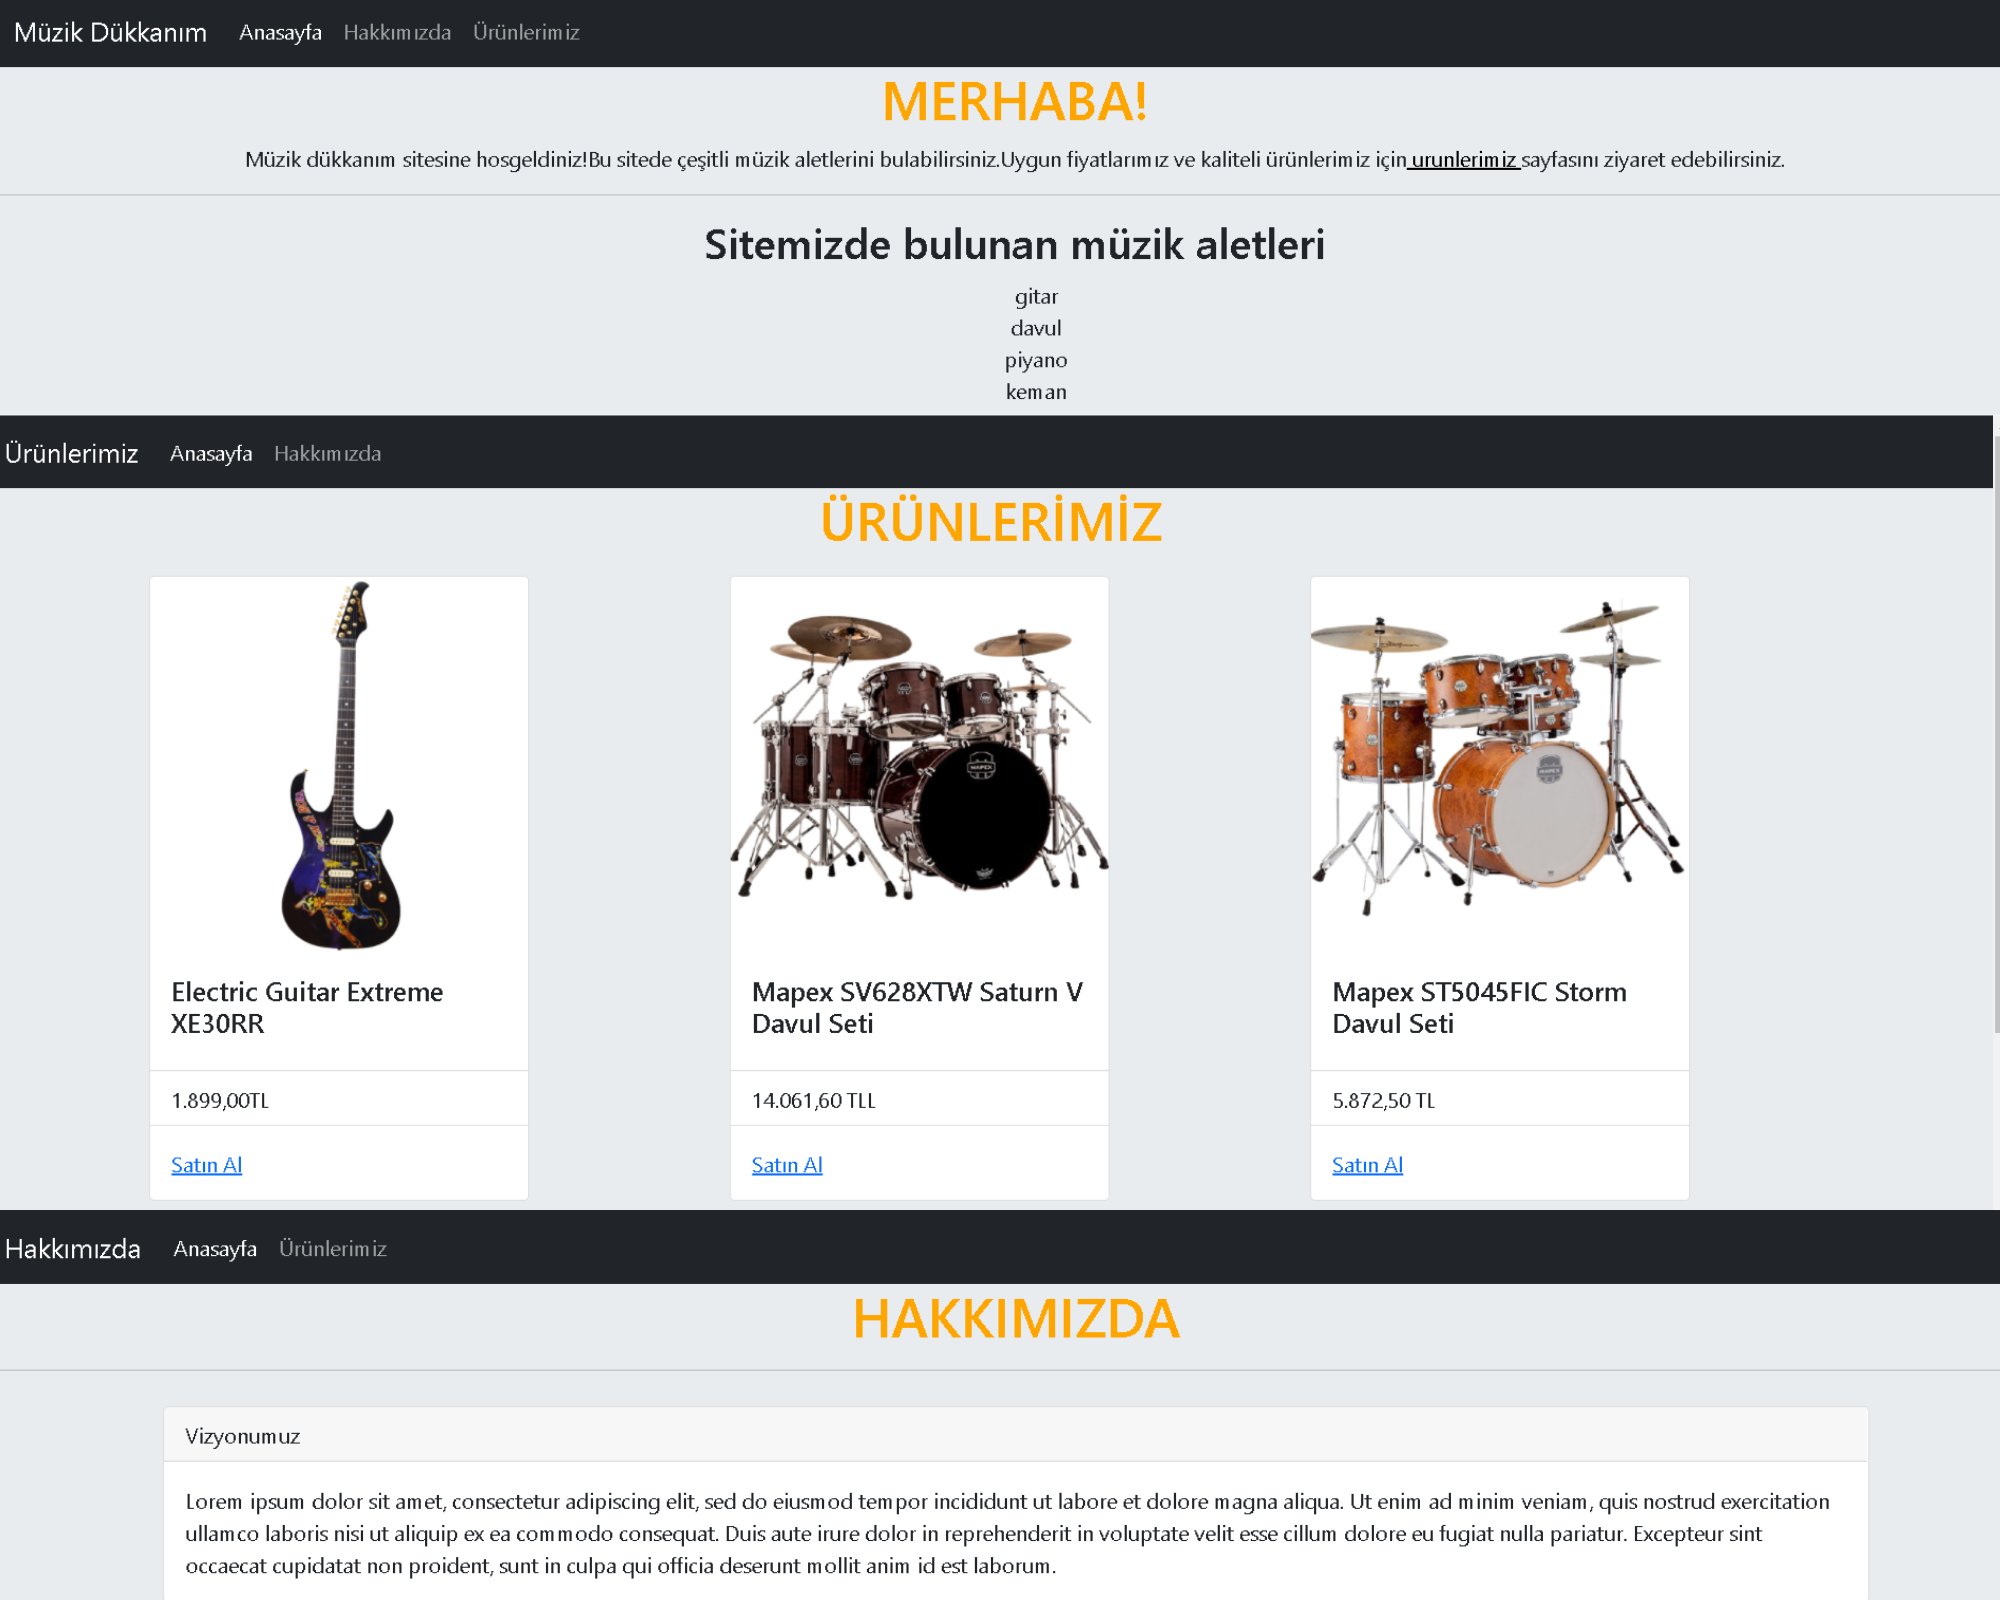 Müzik Dükkanım Anasayfa Hakkımızda Ürünlerimiz
MERHABA!
Müzik dükkanım sitesine hosgeldiniz!Bu sitede çeşitli müzik aletlerini bulabilirsiniz.Uygun fiyatlarımız ve kaliteli ürünlerimiz için urunlerimiz sayfasını ziyaret edebilirsiniz.
Sitemizde bulunan müzik aletleri
gitar
davul
piyano
keman
Ürünlerimiz Anasayfa Hakkımızda
ÜRÜNLERİMİZ
MAPEX
MAPEX
Electric Guitar Extreme
XE30RR
1.899,00TL
Satın Al
Mapex SV628XTW Saturn V
Davul Seti
14.061,60 TLL
Satın Al
Mapex ST5045FIC Storm
Davul Seti
5.872,50 TL
Satın Al
Hakkımızda Anasayfa Ürünlerimiz
HAKKIMIZDA
Vizyonumuz
Lorem ipsum dolor sit amet, consectetur adipiscing elit, sed do eiusmod tempor incididunt ut labore et dolore magna aliqua. Ut enim ad minim veniam, quis nostrud exercitation
ullamco laboris nisi ut aliquip ex ea commodo consequat. Duis aute irure dolor in reprehenderit in voluptate velit esse cillum dolore eu fugiat nulla pariatur. Excepteur sint
occaecat cupidatat non proident, sunt in culpa qui officia deserunt mollit anim id est laborum.